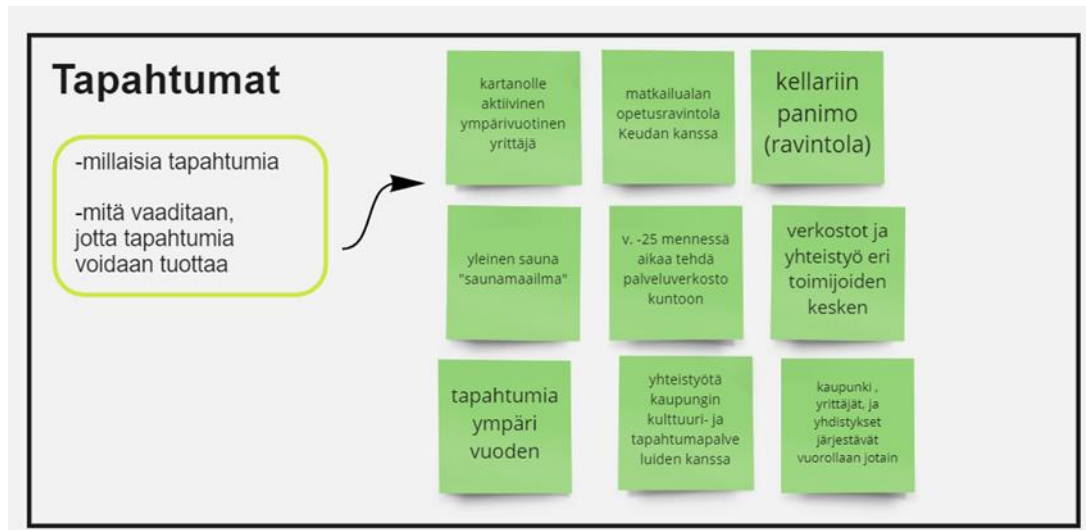 Tapahtumat
-millaisia tapahtumia
-mitä vaaditaan,
jotta tapahtumia
voidaan tuottaa
kartanolle
aktiivinen
ympärivuotinen
yrittäjä
matkailualan
opetusravintola
Keudan kanssa
kellariin
panimo
(ravintola)
yleinen sauna
"saunamaailma"
v. -25 mennessä
aikaa tehdä
palveluverkosto
kuntoon
verkostot ja
yhteistyö eri
toimijoiden
kesken
tapahtumia
ympäri
vuoden
yhteistyötä
kaupungin
kulttuuri- ja
tapahtumapalve
luiden kanssa
kaupunki ,
yrittäjät, ja
yhdistykset
järjestävät
vuorollaan jotain